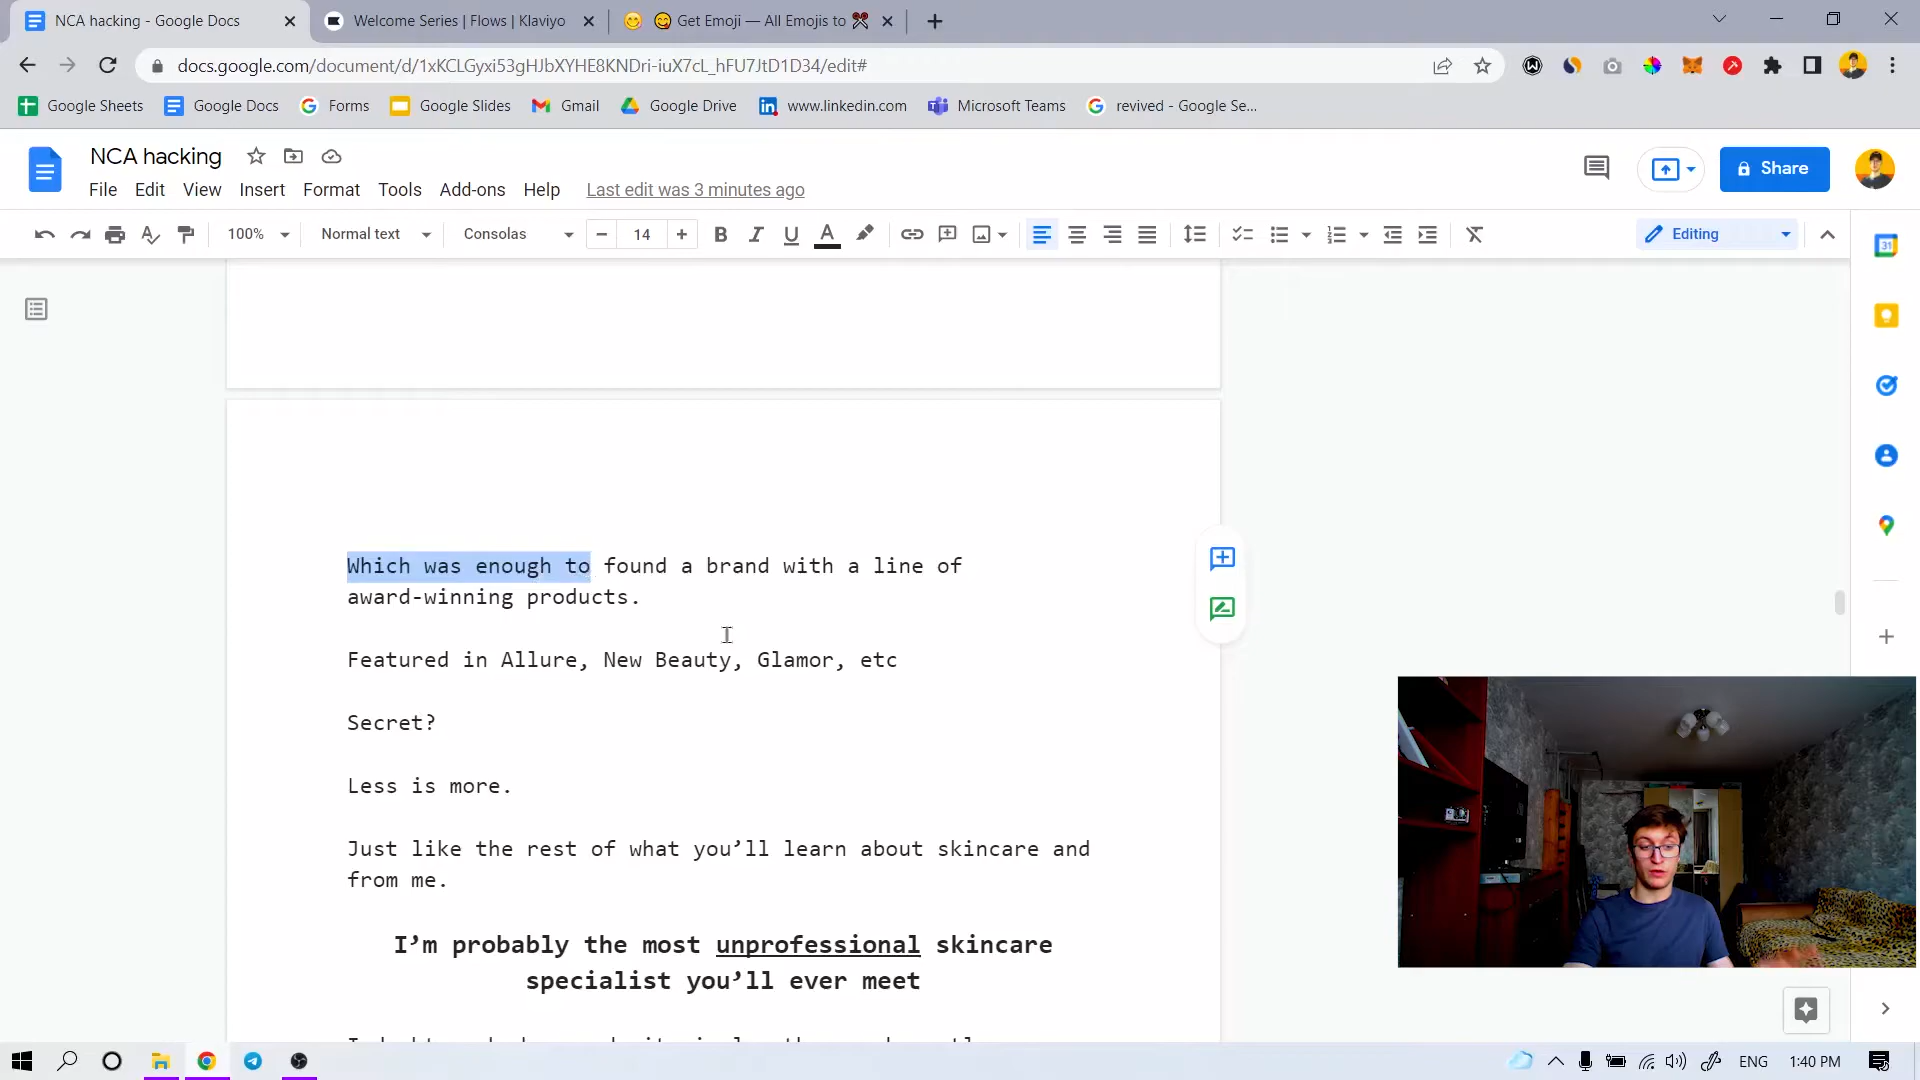 NCA hacking - Google Docs
Welcome Series | Flows | Klaviyo
😋 Get Emoji — All Emojis to ✂
docs.google.com/document/d/1xKCLGyxi53gHJbXYHE8KNDri-iuX7cL_hFU7JtD1D34/edit#
Google Sheets
Google Docs
Forms
Google Slides
Gmail
Google Drive
www.linkedin.com
Microsoft Teams
revived - Google Se...
NCA hacking
Share
File Edit View Insert Format Tools Add-ons Help Last edit was 3 minutes ago
100% Normal text Consolas 14 Editing
31
Which was enough to found a brand with a line of
award-winning products.
Featured in Allure, New Beauty, Glamor, etc
Secret?
Less is more.
Just like the rest of what you’ll learn about skincare and
from me.
I’m probably the most unprofessional skincare
specialist you’ll ever meet
ENG
1:40 PM